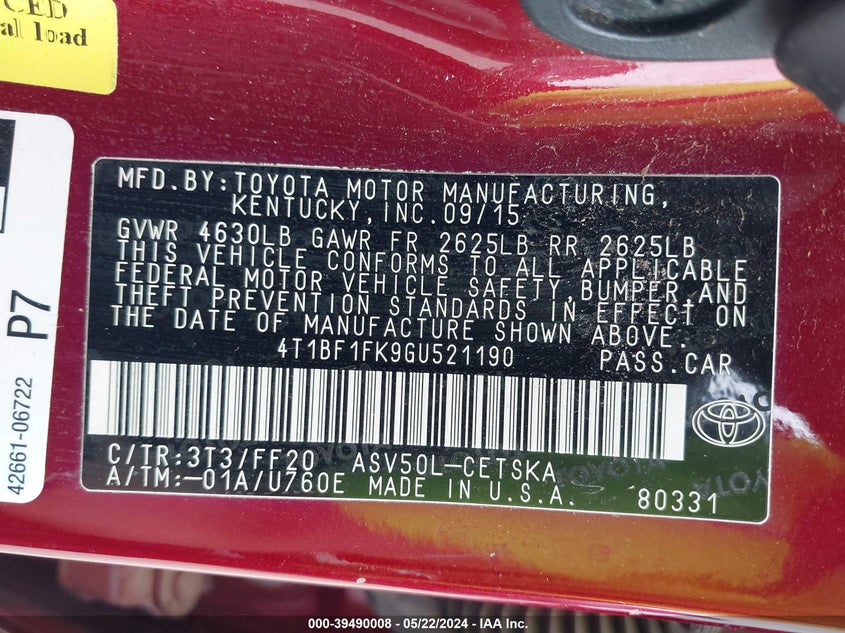 CED
al load
MFD.BY:TOYOTA MOTOR MANUFACTURING,
KENTUCKY,INC.09/15
GVWR 4630LB GAWR FR 2625LB RR 2625LB
THIS VEHICLE CONFORMS TO ALL APPLICABLE
FEDERAL MOTOR VEHICLE SAFETY,BUMPER,AND
THEFT PREVENTION STANDARDS IN EFFECT ON
THE DATE OF MANUFACTURE SHOWN ABOVE.
4T1BF1FK9GU521190 PASS.CAR
C/TR:3T3/FF20 ASV50L-CETSKA
A/TM:-01A/U760E MADE IN U.S.A. 80331
TOYOTA
42661-06722
P7
000-39490008 - 05/22/2024 - IAA Inc.